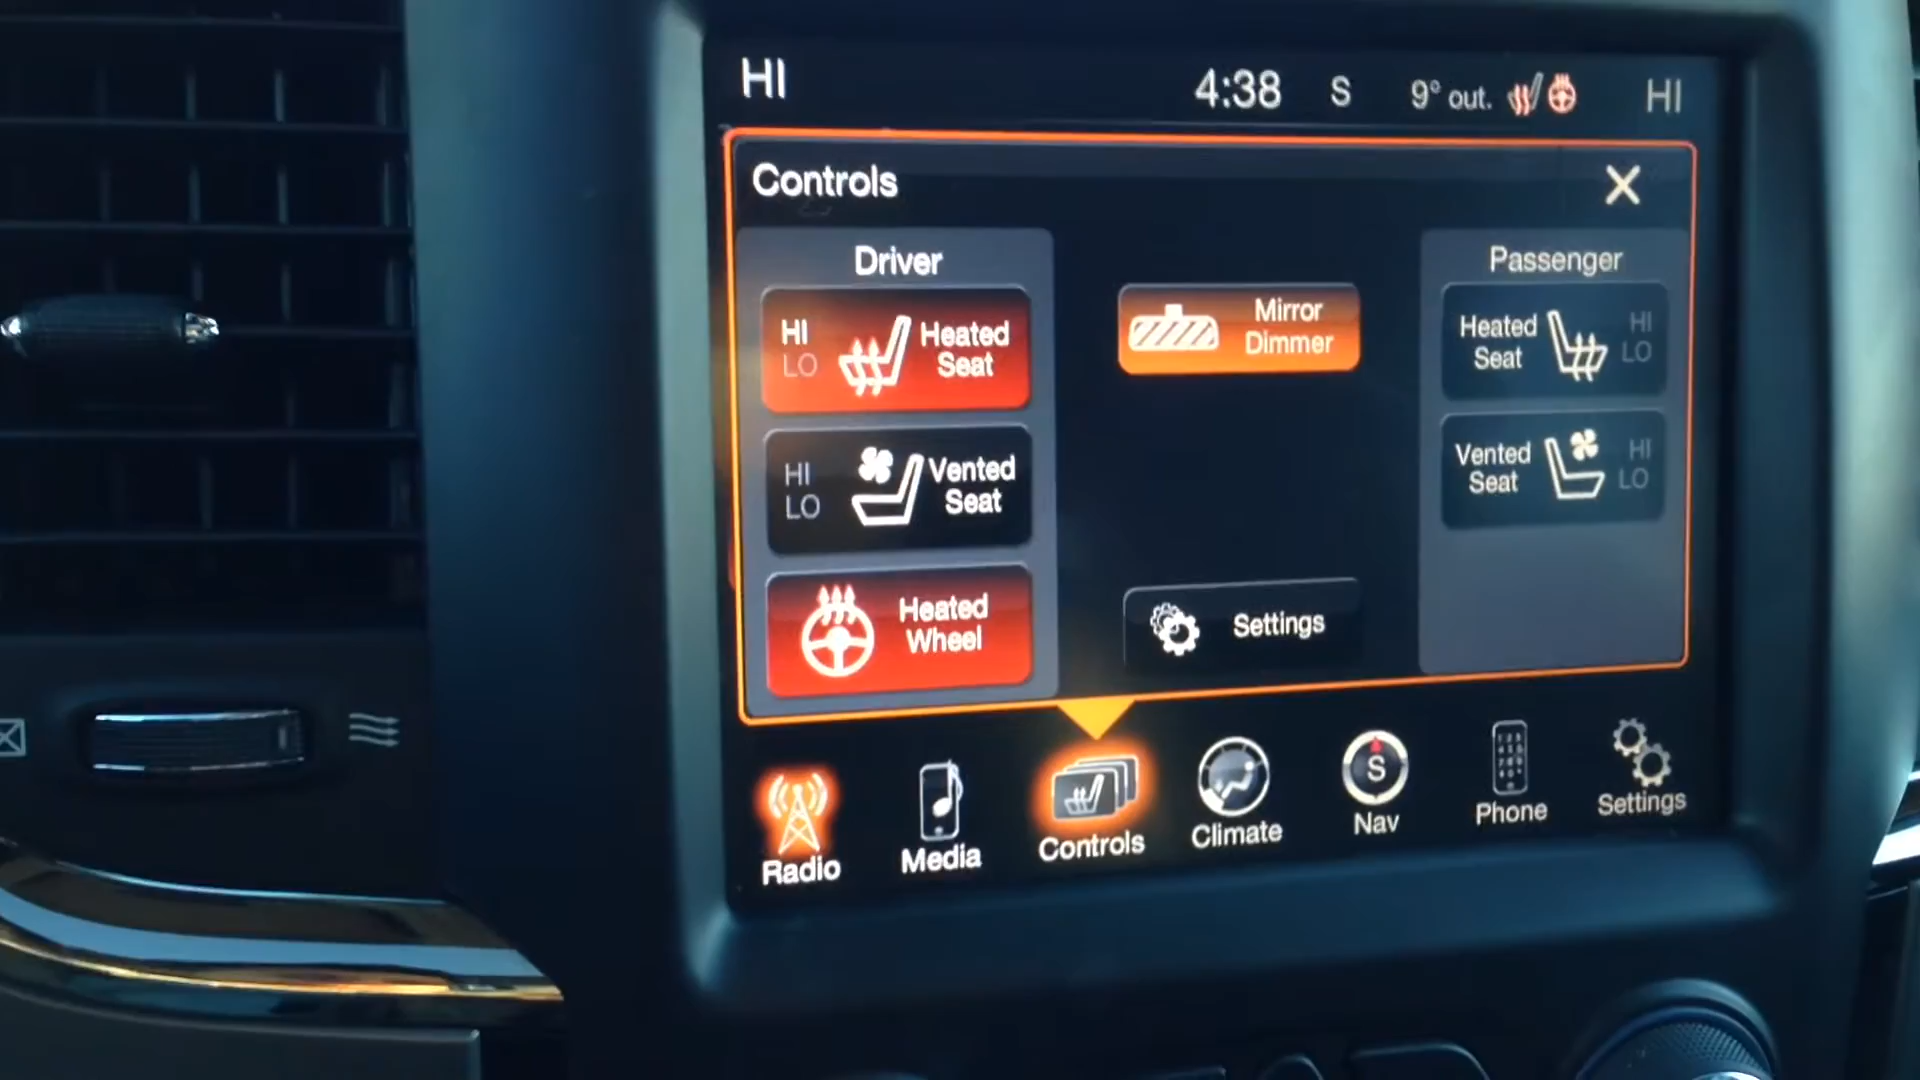 HI 4:38 S 9° out. HI
Controls
Driver
HI
LO
Heated
Seat
HI
LO
Vented
Seat
Heated
Wheel
Mirror
Dimmer
Settings
Passenger
Heated
Seat
HI
LO
Vented
Seat
HI
LO
Radio
Media
Controls
Climate
S
Nav
Phone
Settings